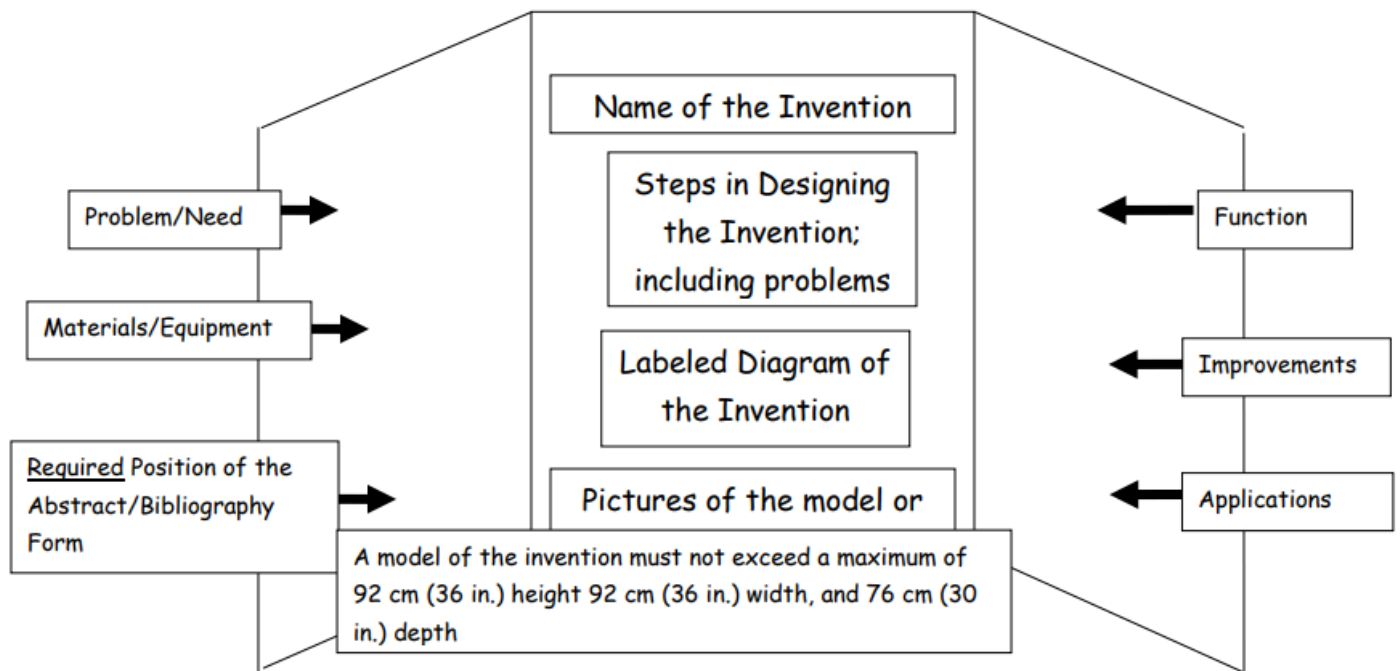 Name of the Invention
Steps in Designing
the Invention;
including problems
Problem/Need
Function
Materials/Equipment
Labeled Diagram of
the Invention
Improvements
Required Position of the
Abstract/Bibliography
Form
Pictures of the model or
Applications
A model of the invention must not exceed a maximum of
92 cm (36 in.) height 92 cm (36 in.) width, and 76 cm (30
in.) depth